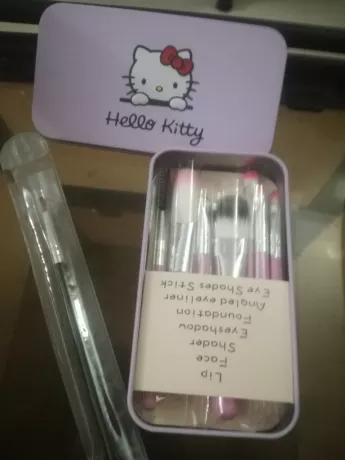 Hello Kitty
Lip
Face
Shader
Eyeshadow
Foundation
Angled eyeliner
Eye Shades Stick